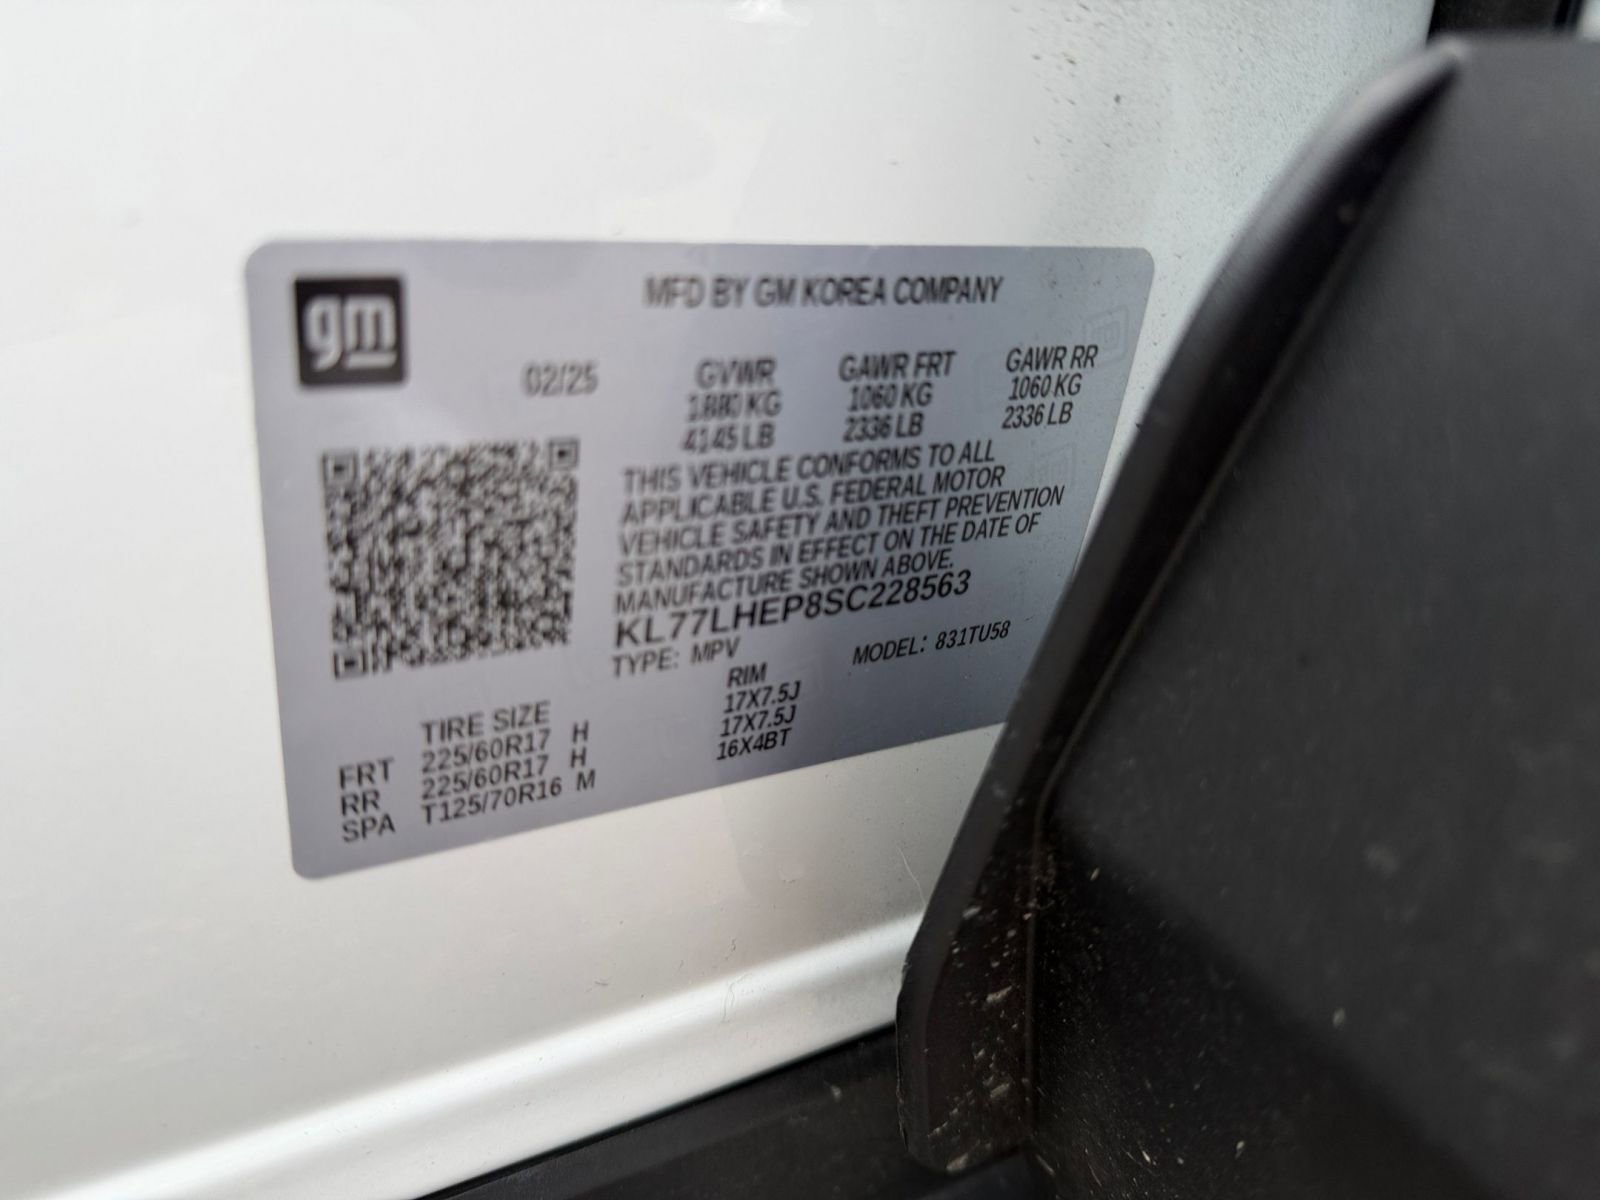 gm
MFD BY GM KOREA COMPANY
02/25
GVWR GAWR FRT GAWR RR
1880 KG 1060 KG 1060 KG
4145 LB 2336 LB 2336 LB
THIS VEHICLE CONFORMS TO ALL
APPLICABLE U.S. FEDERAL MOTOR
VEHICLE SAFETY AND THEFT PREVENTION
STANDARDS IN EFFECT ON THE DATE OF
MANUFACTURE SHOWN ABOVE.
KL77LHEP8SC228563
TYPE: MPV MODEL: 831TU58
TIRE SIZE RIM
FRT 225/60R17 H 17X7.5J
RR 225/60R17 H 17X7.5J
SPA T125/70R16 M 16X4BT